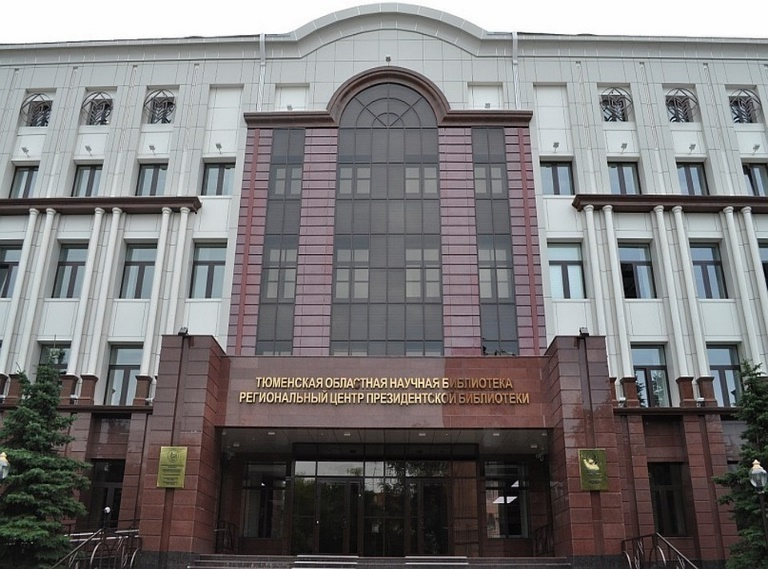 ТЮМЕНСКАЯ ОБЛАСТНАЯ НАУЧНАЯ БИБЛИОТЕКА
РЕГИОНАЛЬНЫЙ ЦЕНТР ПРЕЗИДЕНТСКОЙ БИБЛИОТЕКИ